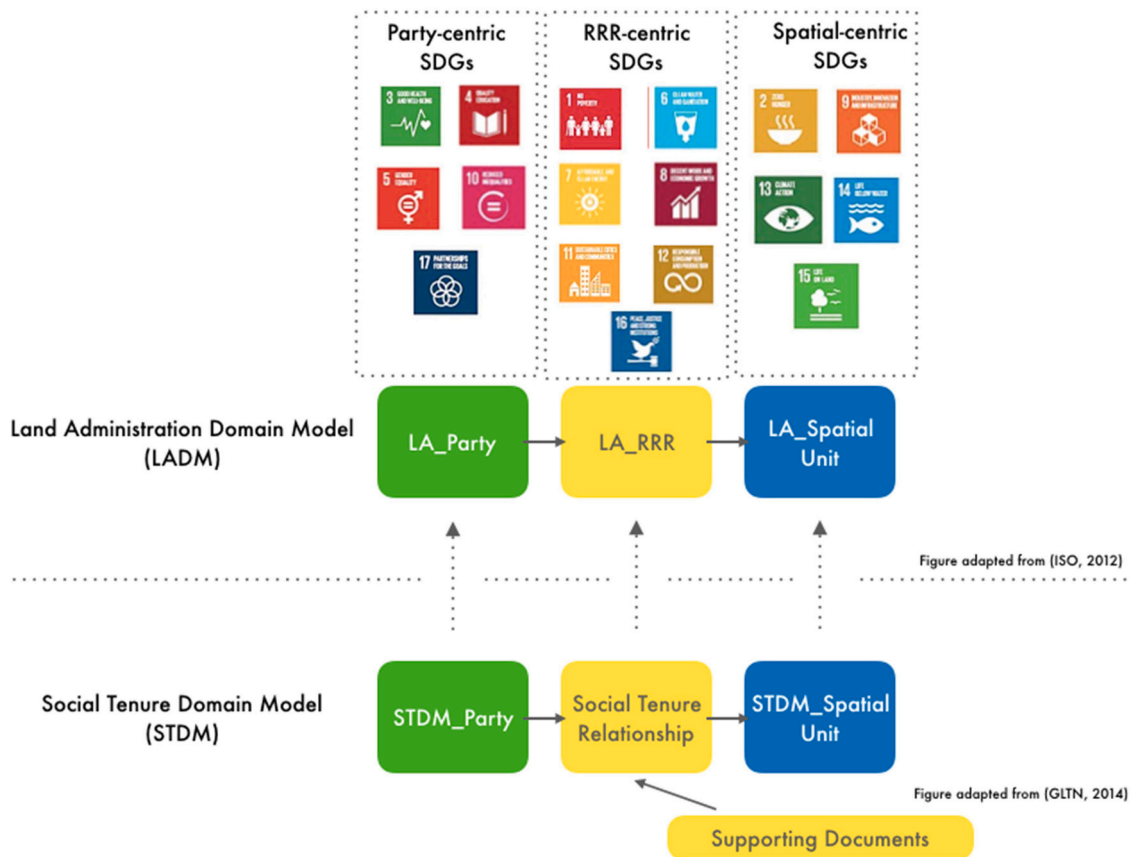 Party-centric
SDGs
RRR-centric
SDGs
Spatial-centric
SDGs
3 GOOD HEALTH
AND WELL-BEING
4 QUALITY
EDUCATION
5 GENDER
EQUALITY
10 REDUCED
INEQUALITIES
17 PARTNERSHIPS
FOR THE GOALS
1 NO
POVERTY
6 CLEAN WATER
AND SANITATION
7 AFFORDABLE AND
CLEAN ENERGY
8 DECENT WORK AND
ECONOMIC GROWTH
11 SUSTAINABLE CITIES
AND COMMUNITIES
12 RESPONSIBLE
CONSUMPTION
AND PRODUCTION
16 PEACE, JUSTICE
AND STRONG
INSTITUTIONS
2 ZERO
HUNGER
9 INDUSTRY, INNOVATION
AND INFRASTRUCTURE
13 CLIMATE
ACTION
14 LIFE
BELOW WATER
15 LIFE
ON LAND
Land Administration Domain Model
(LADM)
LA_Party
LA_RRR
LA_Spatial
Unit
Figure adapted from (ISO, 2012)
Social Tenure Domain Model
(STDM)
STDM_Party
Social Tenure
Relationship
STDM_Spatial
Unit
Figure adapted from (GLTN, 2014)
Supporting Documents